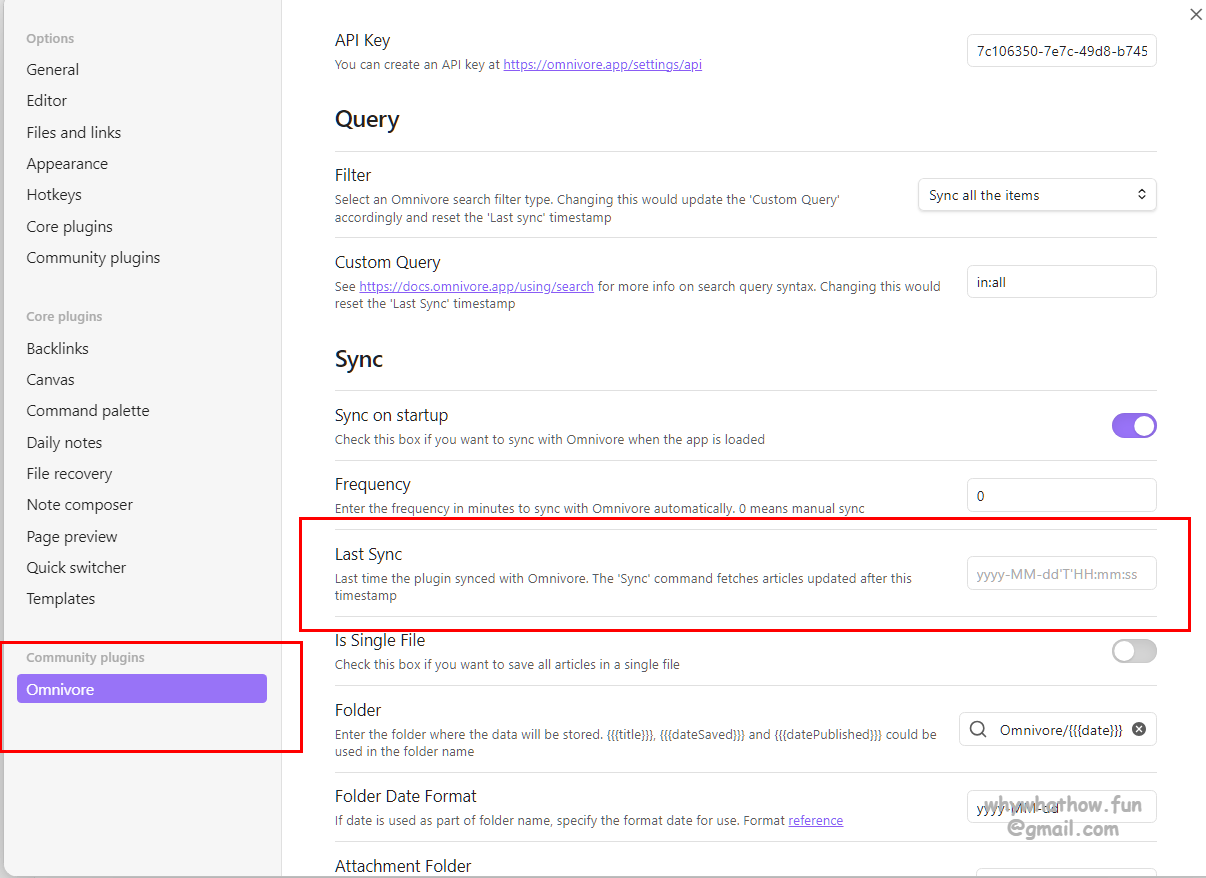 Options
General
Editor
Files and links
Appearance
Hotkeys
Core plugins
Community plugins
Core plugins
Backlinks
Canvas
Command palette
Daily notes
File recovery
Note composer
Page preview
Quick switcher
Templates
Community plugins
Omnivore
API Key
You can create an API key at https://omnivore.app/settings/api
7c106350-7e7c-49d8-b745
Query
Filter
Select an Omnivore search filter type. Changing this would update the 'Custom Query'
accordingly and reset the 'Last sync' timestamp
Sync all the items
Custom Query
See https://docs.omnivore.app/using/search for more info on search query syntax. Changing this would
reset the 'Last Sync' timestamp
in:all
Sync
Sync on startup
Check this box if you want to sync with Omnivore when the app is loaded
Frequency
Enter the frequency in minutes to sync with Omnivore automatically. 0 means manual sync
0
Last Sync
Last time the plugin synced with Omnivore. The 'Sync' command fetches articles updated after this
timestamp
yyyy-MM-dd'T'HH:mm:ss
Is Single File
Check this box if you want to save all articles in a single file
Folder
Enter the folder where the data will be stored. {{{title}}}, {{{dateSaved}}} and {{{datePublished}}} could be
used in the folder name
Omnivore/{{{date}}}
Folder Date Format
If date is used as part of folder name, specify the format date for use. Format reference
yyyy-MM-dd
whywhathow.fun
@gmail.com
Attachment Folder